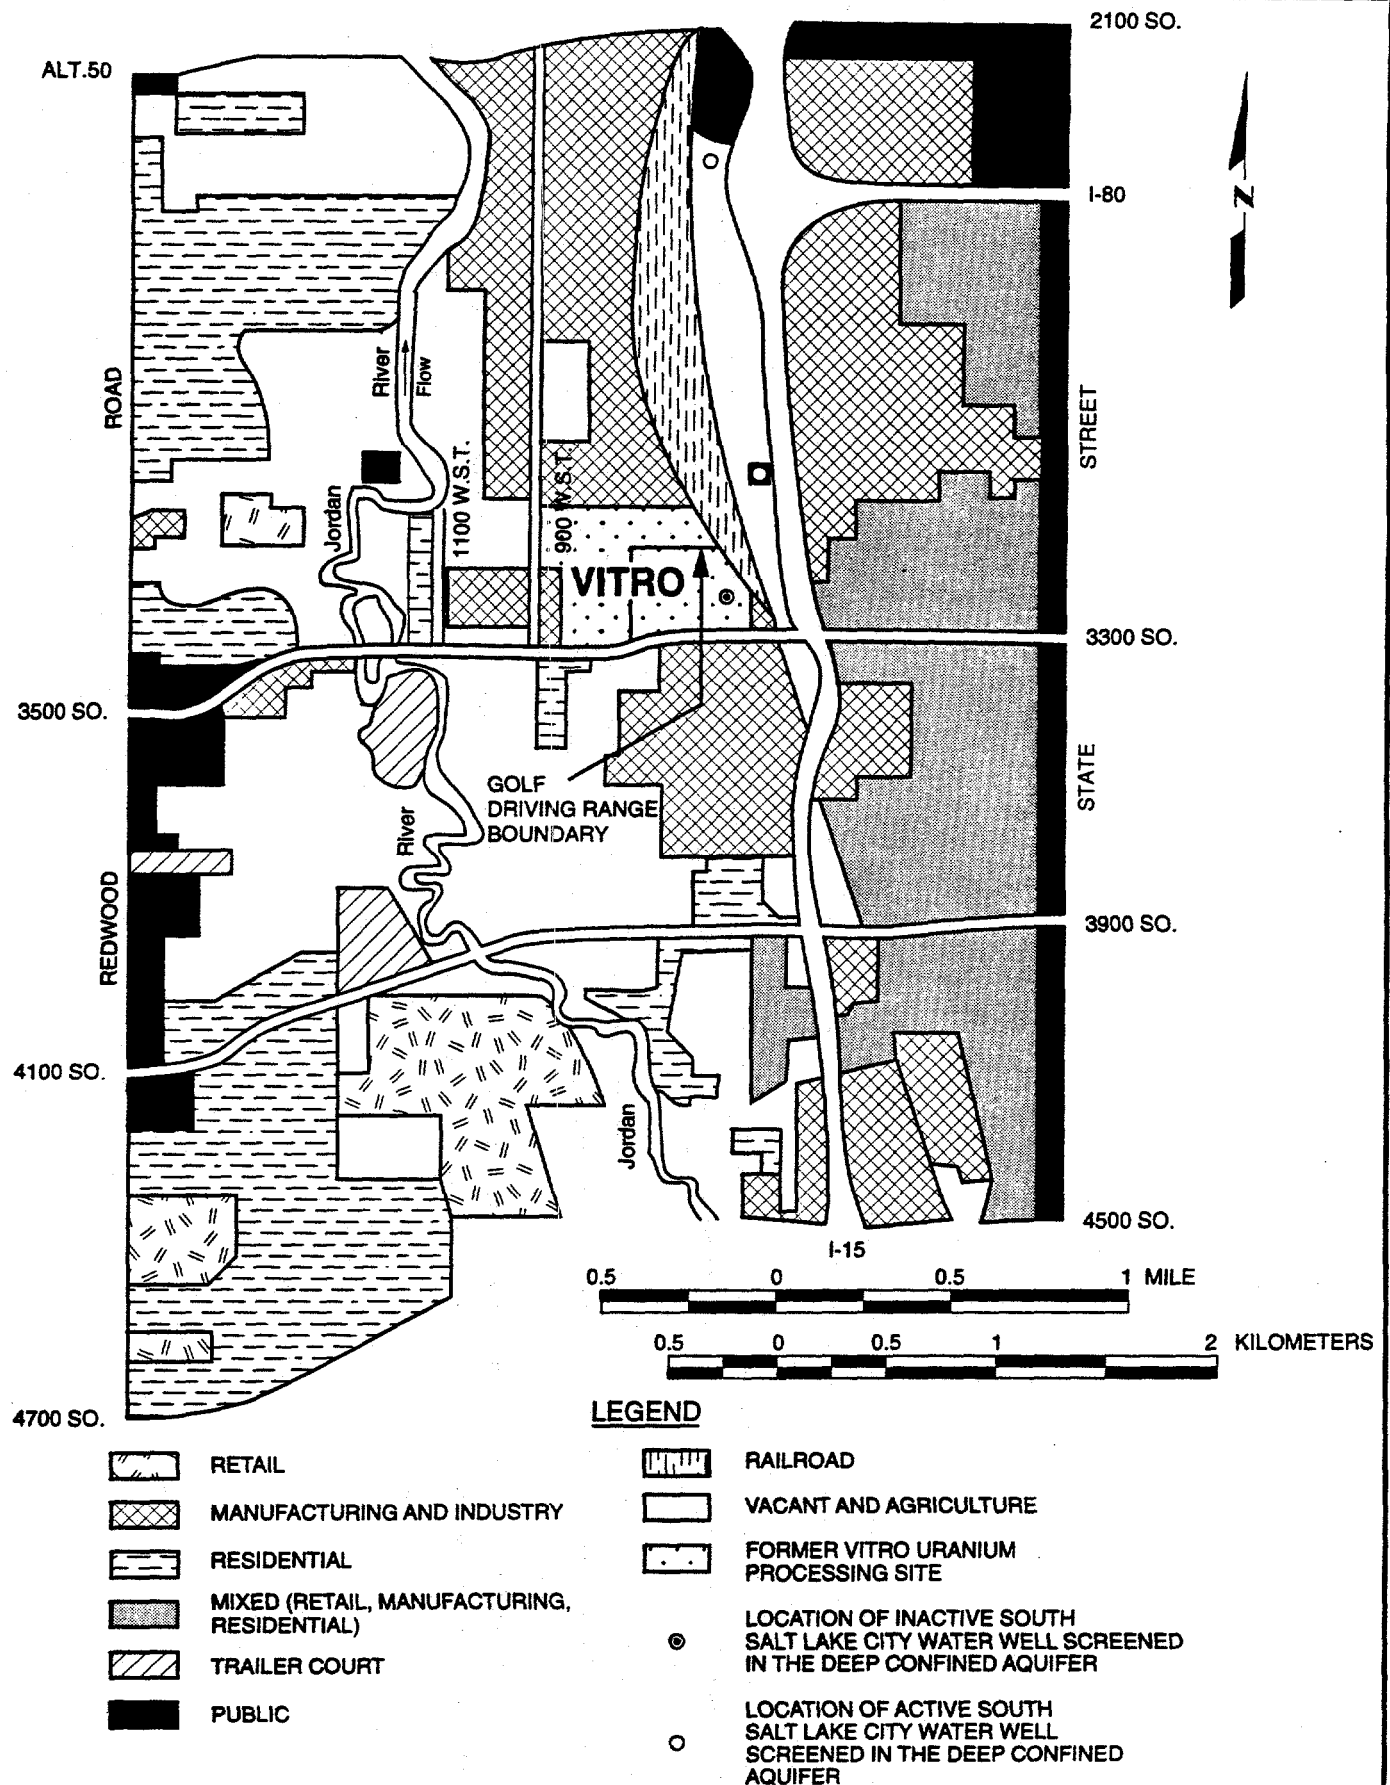 2100 SO.
ALT.50
I-80
N
ROAD
STREET
River
Flow
Jordan
1100 W.S.T.
900 W.S.T.
VITRO
3300 SO.
3500 SO.
STATE
GOLF
DRIVING RANGE
BOUNDARY
River
REDWOOD
3900 SO.
4100 SO.
Jordan
4500 SO.
I-15
0.5 0 0.5 1 MILE
0.5 0 0.5 1 2 KILOMETERS
4700 SO.
LEGEND
RETAIL
MANUFACTURING AND INDUSTRY
RESIDENTIAL
MIXED (RETAIL, MANUFACTURING,
RESIDENTIAL)
TRAILER COURT
PUBLIC
RAILROAD
VACANT AND AGRICULTURE
FORMER VITRO URANIUM
PROCESSING SITE
LOCATION OF INACTIVE SOUTH
SALT LAKE CITY WATER WELL SCREENED
IN THE DEEP CONFINED AQUIFER
LOCATION OF ACTIVE SOUTH
SALT LAKE CITY WATER WELL
SCREENED IN THE DEEP CONFINED
AQUIFER